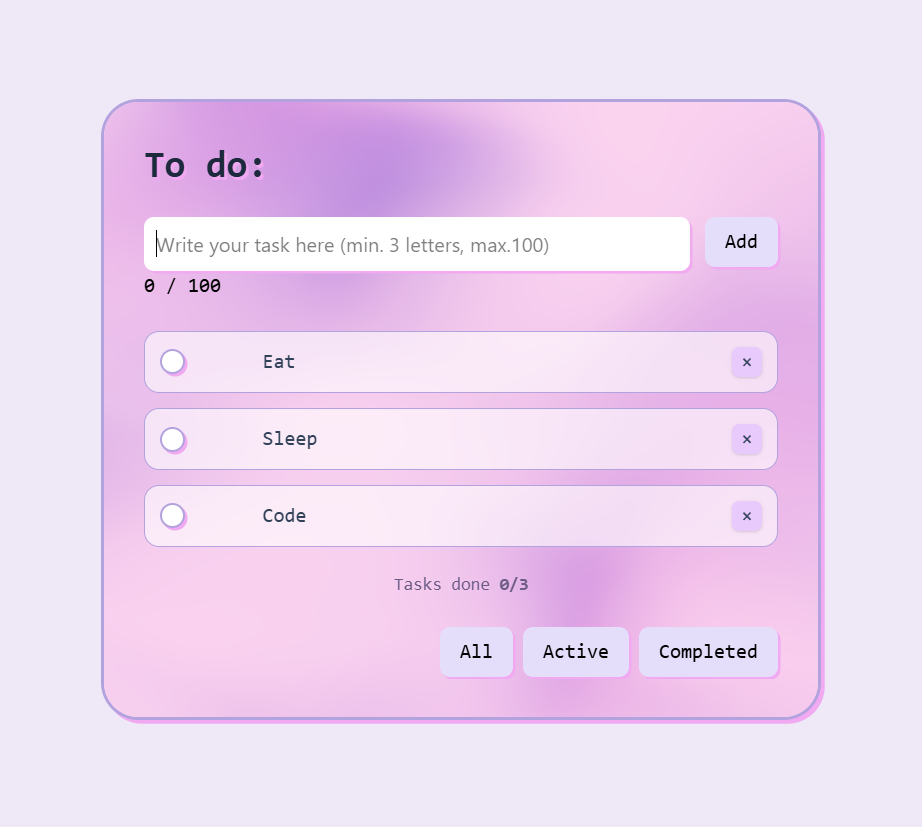 To do:
Write your task here (min. 3 letters, max.100)
Add
0 / 100
Eat ×
Sleep ×
Code ×
Tasks done 0/3
All Active Completed